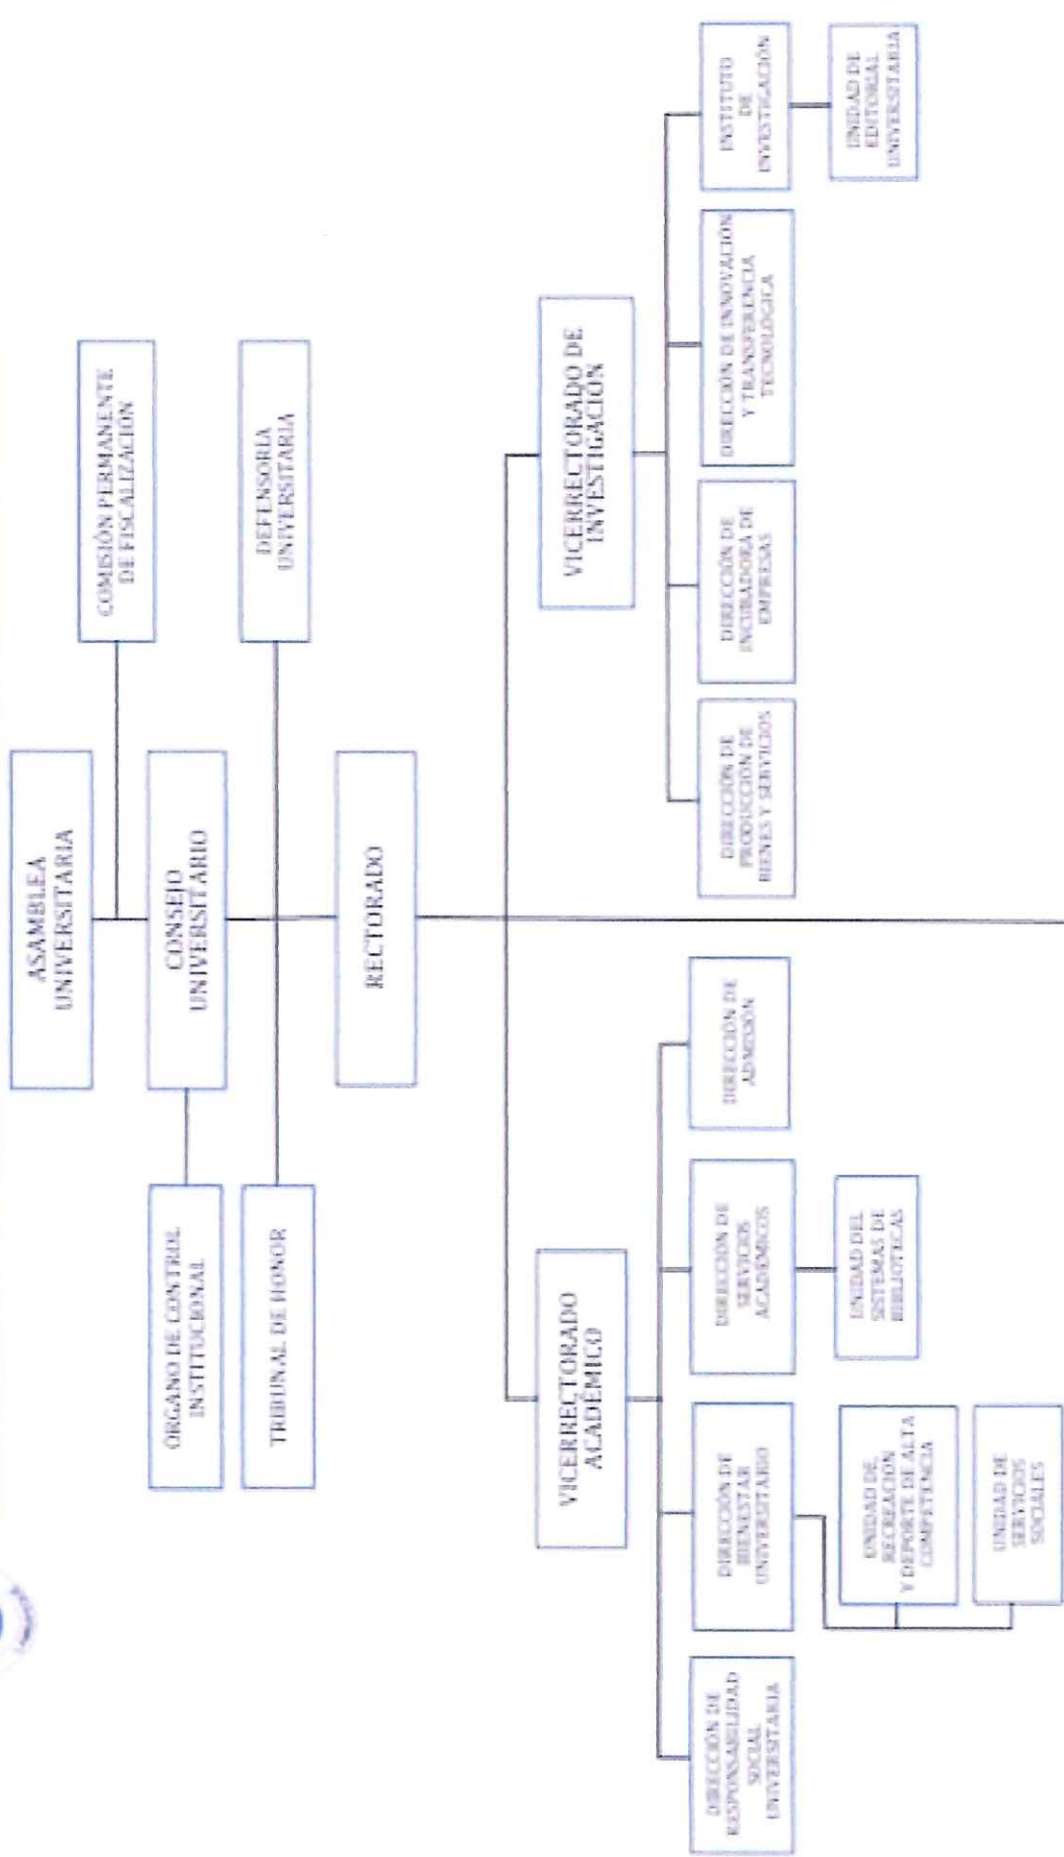 ASAMBLEA
UNIVERSITARIA
COMISIÓN PERMANENTE
DE FISCALIZACIÓN
CONSEJO
UNIVERSITARIO
ÓRGANO DE CONTROL
INSTITUCIONAL
TRIBUNAL DE HONOR
DEFENSORIA
UNIVERSITARIA
RECTORADO
VICERRECTORADO
ACADÉMICO
VICERRECTORADO DE
INVESTIGACIÓN
DIRECCIÓN DE
RESPONSABILIDAD
SOCIAL
UNIVERSITARIA
DIRECCIÓN DE
BIENESTAR
UNIVERSITARIO
DIRECCIÓN DE
SERVICIOS
ACADÉMICOS
DIRECCIÓN DE
ADMISIÓN
DIRECCIÓN DE
PRODUCCIÓN DE
BIENES Y SERVICIOS
DIRECCIÓN DE
INCUBADORA DE
EMPRESAS
DIRECCIÓN DE INNOVACIÓN
Y TRANSFERENCIA
TECNOLÓGICA
INSTITUTO
DE
INVESTIGACIÓN
UNIDAD DE
RECREACIÓN
Y DEPORTE DE ALTA
COMPETENCIA
UNIDAD DEL
SISTEMAS DE
BIBLIOTECAS
UNIDAD DE
EDITORIAL
UNIVERSITARIA
UNIDAD DE
SERVICIOS
SOCIALES